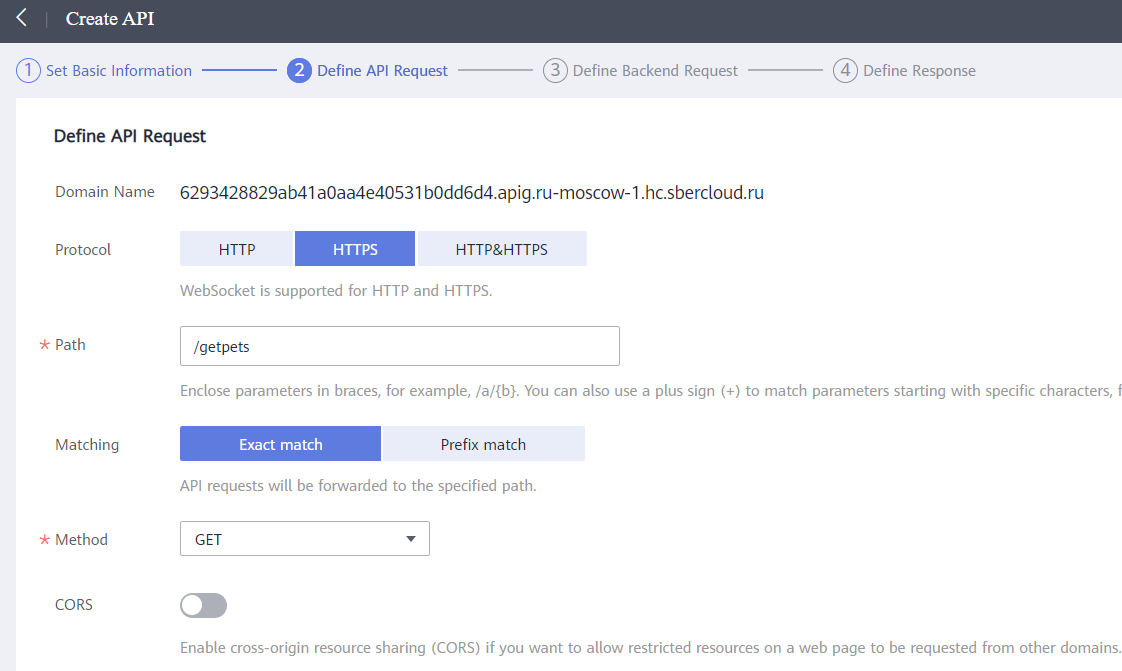 Create API
1 Set Basic Information 2 Define API Request 3 Define Backend Request 4 Define Response
Define API Request
Domain Name 6293428829ab41a0aa4e40531b0dd6d4.apig.ru-moscow-1.hc.sbercloud.ru
Protocol HTTP HTTPS HTTP&HTTPS
WebSocket is supported for HTTP and HTTPS.
* Path /getpets
Enclose parameters in braces, for example, /a/{b}. You can also use a plus sign (+) to match parameters starting with specific characters,
Matching Exact match Prefix match
API requests will be forwarded to the specified path.
* Method GET
CORS
Enable cross-origin resource sharing (CORS) if you want to allow restricted resources on a web page to be requested from other domains.